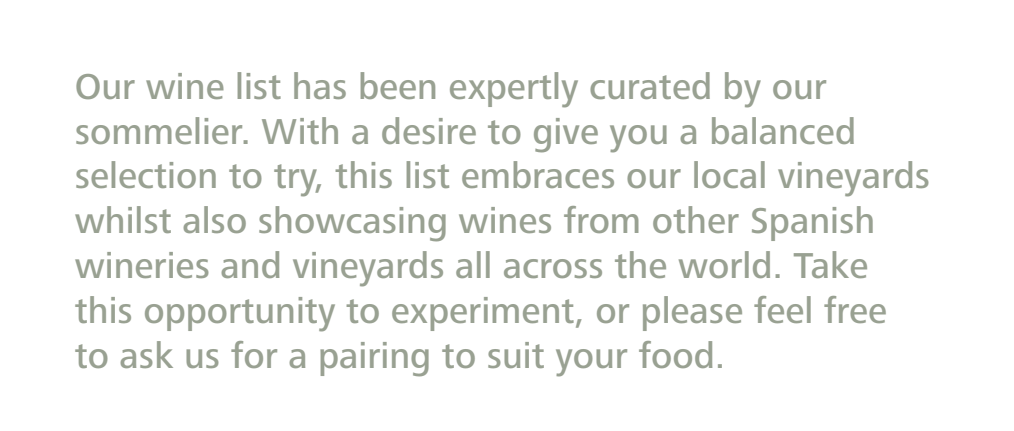 Our wine list has been expertly curated by our
sommelier. With a desire to give you a balanced
selection to try, this list embraces our local vineyards
whilst also showcasing wines from other Spanish
wineries and vineyards all across the world. Take
this opportunity to experiment, or please feel free
to ask us for a pairing to suit your food.